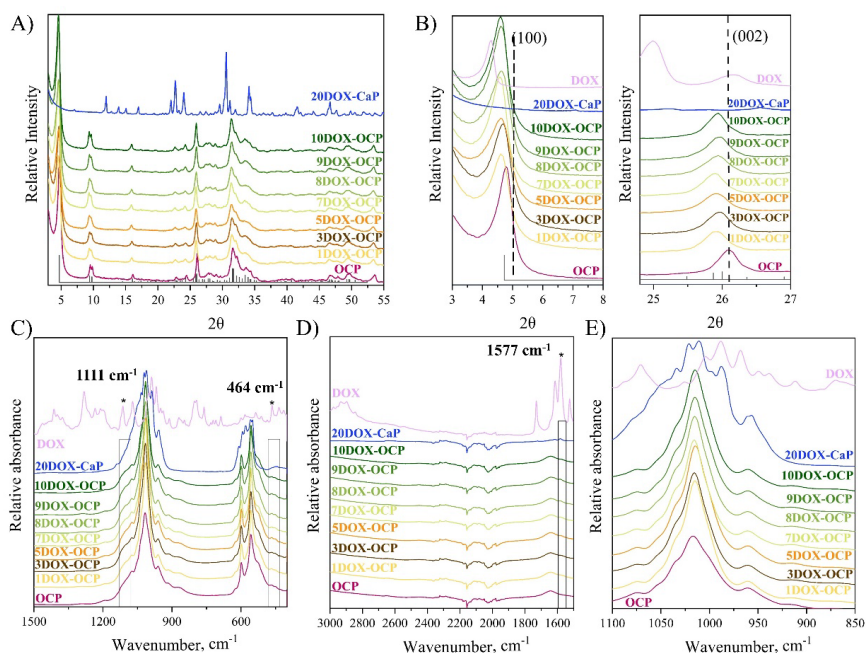 A)
Relative Intensity
20DOX-CaP
10DOX-OCP
9DOX-OCP
8DOX-OCP
7DOX-OCP
5DOX-OCP
3DOX-OCP
1DOX-OCP
OCP
5 10 15 20 25 30 35 40 45 50 55
2θ
B)
Relative Intensity
(100)
DOX
20DOX-CaP
10DOX-OCP
9DOX-OCP
8DOX-OCP
7DOX-OCP
5DOX-OCP
3DOX-OCP
1DOX-OCP
OCP
3 4 5 6 7 8
Relative Intensity
(002)
DOX
20DOX-CaP
10DOX-OCP
9DOX-OCP
8DOX-OCP
7DOX-OCP
5DOX-OCP
3DOX-OCP
1DOX-OCP
OCP
25 26 27
2θ
2θ
C)
Relative absorbance
1111 cm-1
464 cm-1
*
*
DOX
20DOX-CaP
10DOX-OCP
9DOX-OCP
8DOX-OCP
7DOX-OCP
5DOX-OCP
3DOX-OCP
1DOX-OCP
OCP
1500 1200 900 600
Wavenumber, cm-1
D)
Relative absorbance
1577 cm-1
*
DOX
20DOX-CaP
10DOX-OCP
9DOX-OCP
8DOX-OCP
7DOX-OCP
5DOX-OCP
3DOX-OCP
1DOX-OCP
OCP
3000 2800 2600 2400 2200 2000 1800 1600
Wavenumber, cm-1
E)
Relative absorbance
DOX
20DOX-CaP
10DOX-OCP
9DOX-OCP
8DOX-OCP
7DOX-OCP
5DOX-OCP
3DOX-OCP
1DOX-OCP
OCP
1100 1050 1000 950 900 850
Wavenumber, cm-1